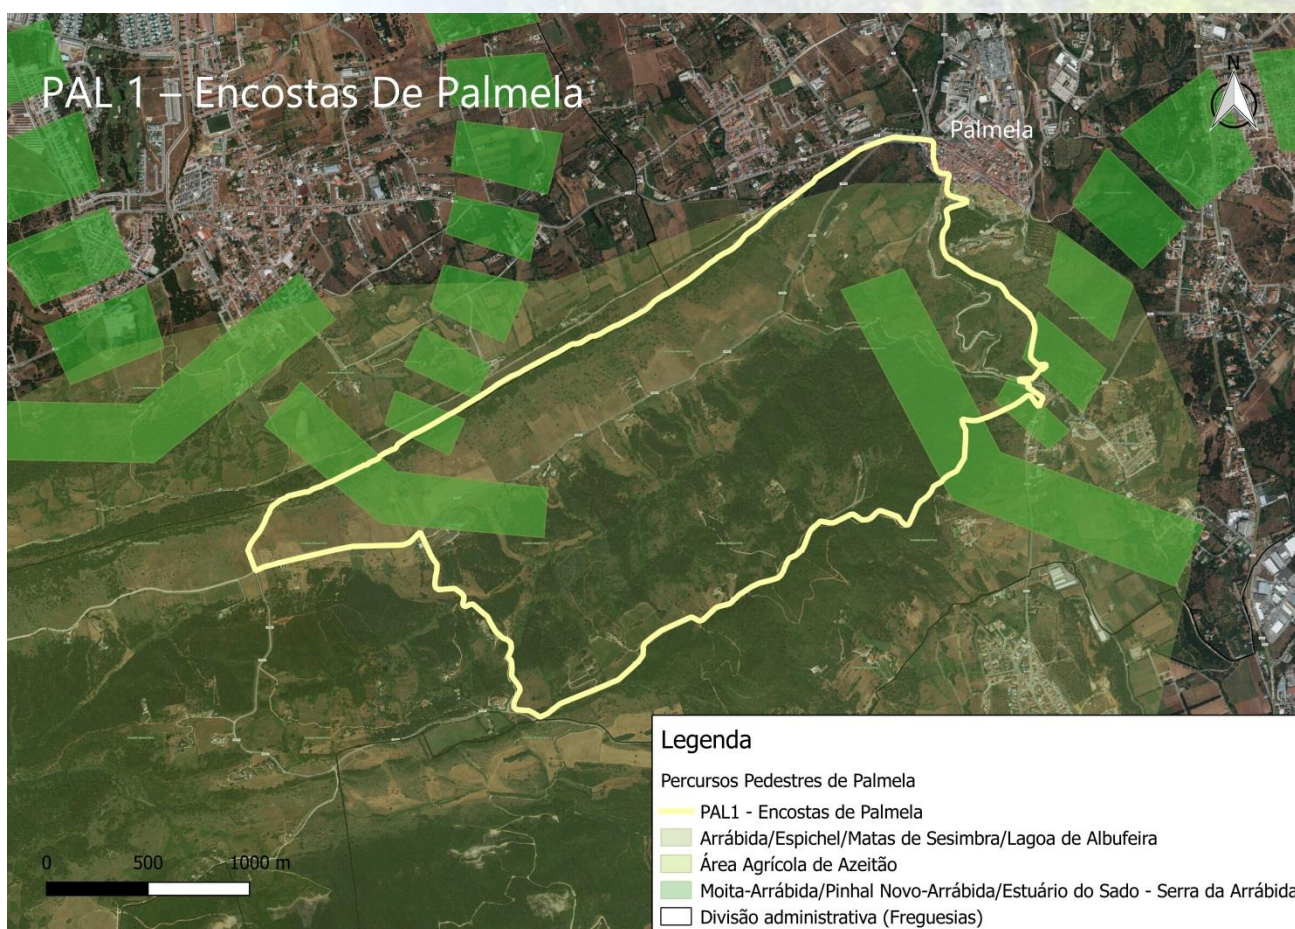 PAL 1 – Encostas De Palmela
N
Palmela
0 500 1000 m
Legenda
Percursos Pedestres de Palmela
PAL1 - Encostas de Palmela
Arrábida/Espichel/Matas de Sesimbra/Lagoa de Albufeira
Área Agrícola de Azeitão
Moita-Arrábida/Pinhal Novo-Arrábida/Estuário do Sado - Serra da Arrábida
Divisão administrativa (Freguesias)